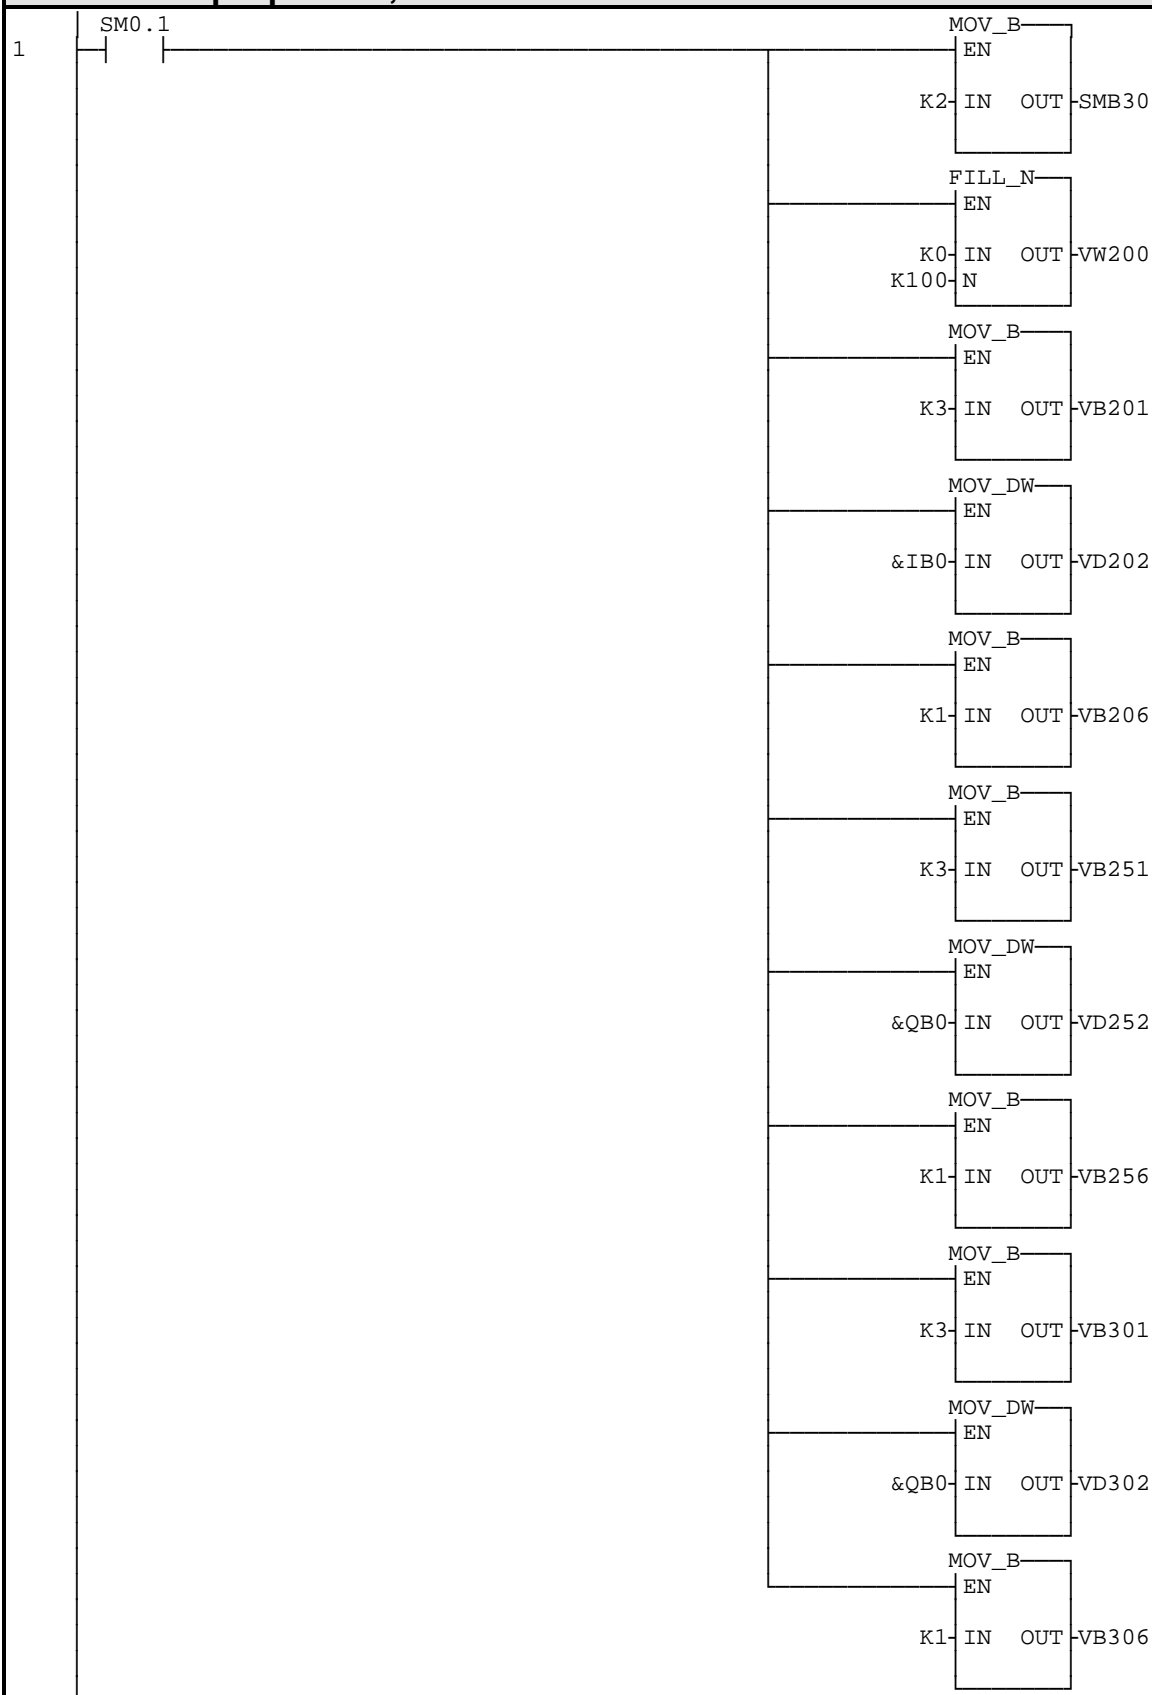 SM0.1 MOV_B
1 EN
K2 IN OUT SMB30
FILL_N
EN
K0 IN OUT VW200
K100 N
MOV_B
EN
K3 IN OUT VB201
MOV_DW
EN
&IB0 IN OUT VD202
MOV_B
EN
K1 IN OUT VB206
MOV_B
EN
K3 IN OUT VB251
MOV_DW
EN
&QB0 IN OUT VD252
MOV_B
EN
K1 IN OUT VB256
MOV_B
EN
K3 IN OUT VB301
MOV_DW
EN
&QB0 IN OUT VD302
MOV_B
EN
K1 IN OUT VB306